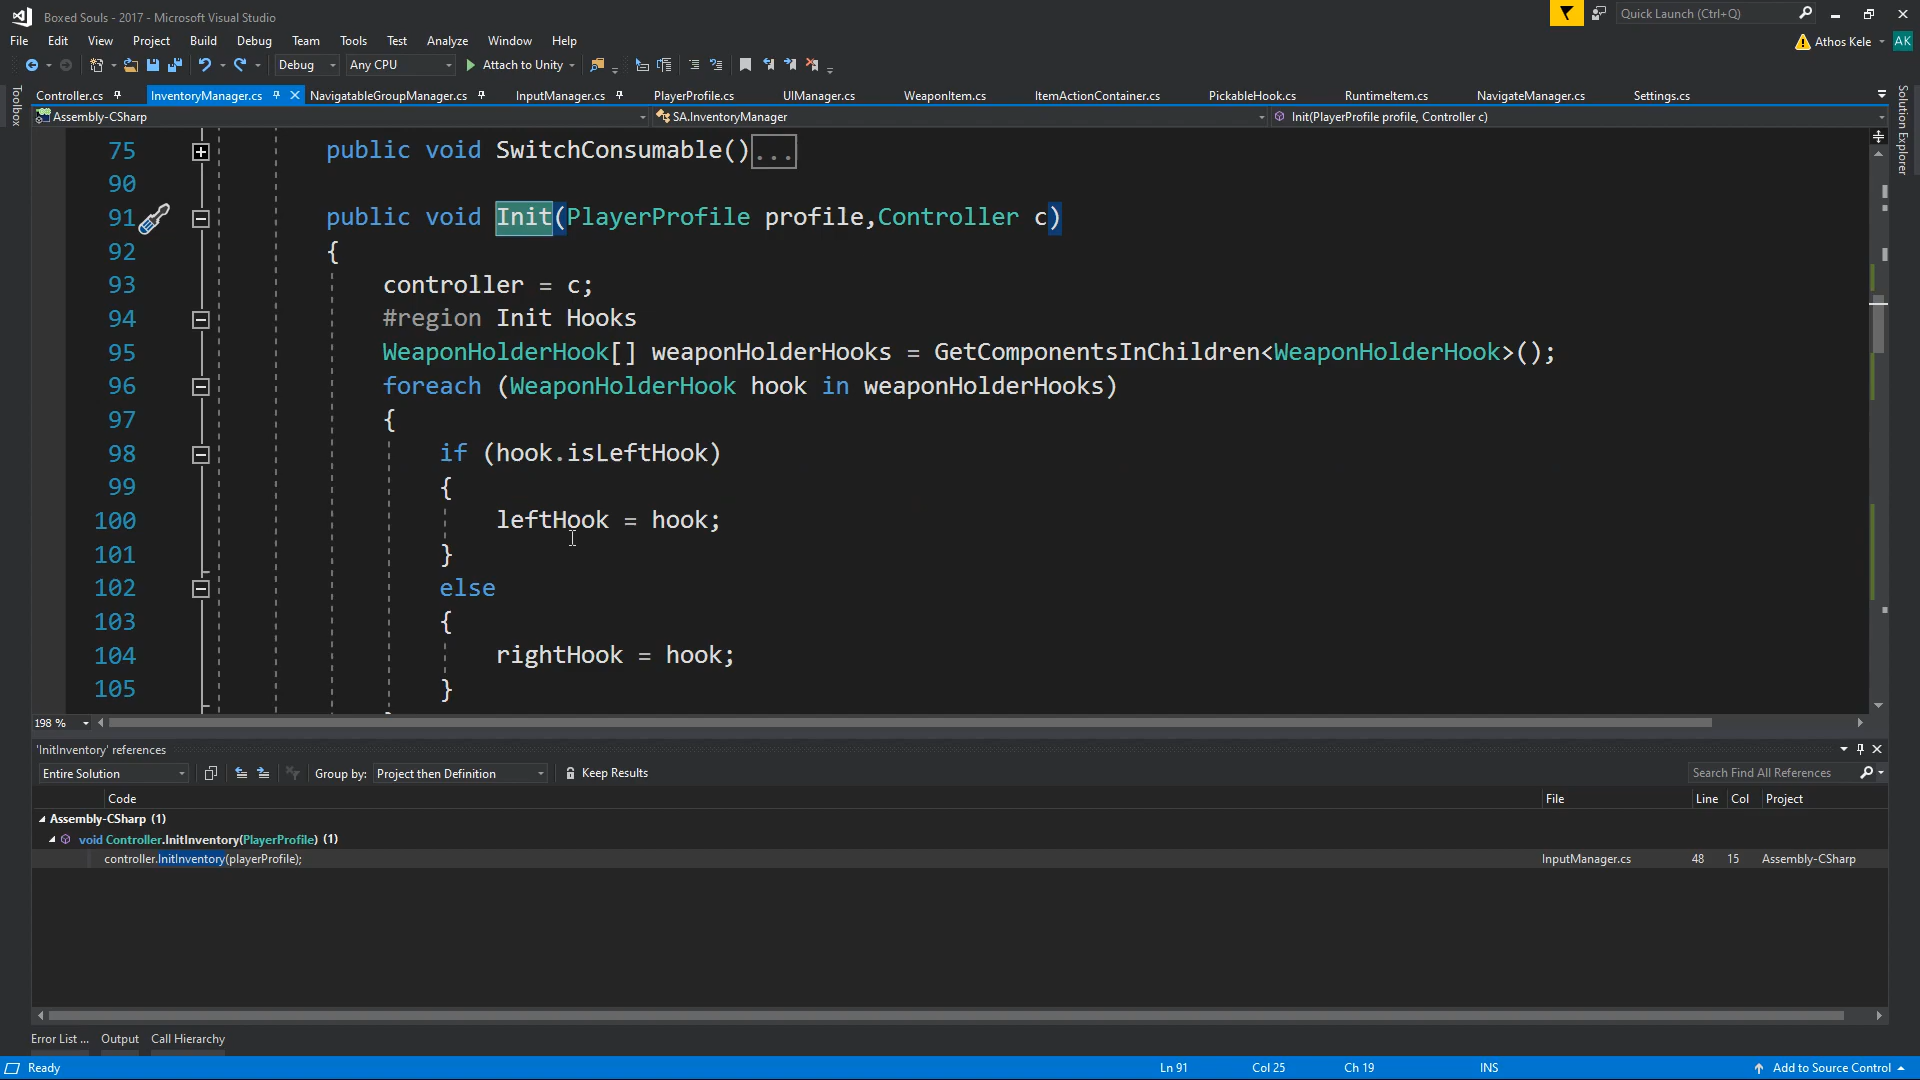 Boxed Souls - 2017 - Microsoft Visual Studio
Quick Launch (Ctrl+Q)
File Edit View Project Build Debug Team Tools Test Analyze Window Help
Athos Kele AK
Debug Any CPU Attach to Unity
Toolbox
Solution Explorer
Controller.cs InventoryManager.cs NavigatableGroupManager.cs InputManager.cs PlayerProfile.cs UIManager.cs WeaponItem.cs ItemActionContainer.cs PickableHook.cs RuntimeItem.cs NavigateManager.cs Settings.cs
Assembly-CSharp SA.InventoryManager Init(PlayerProfile profile, Controller c)
75 public void SwitchConsumable()...
90
91 public void Init(PlayerProfile profile,Controller c)
92 {
93 controller = c;
94 #region Init Hooks
95 WeaponHolderHook[] weaponHolderHooks = GetComponentsInChildren<WeaponHolderHook>();
96 foreach (WeaponHolderHook hook in weaponHolderHooks)
97 {
98 if (hook.isLeftHook)
99 {
100 leftHook = hook;
101 }
102 else
103 {
104 rightHook = hook;
105 }
198 %
'InitInventory' references
Entire Solution Group by: Project then Definition Keep Results Search Find All References
Code File Line Col Project
Assembly-CSharp (1)
void Controller.InitInventory(PlayerProfile) (1)
controller.InitInventory(playerProfile); InputManager.cs 48 15 Assembly-CSharp
Error List ... Output Call Hierarchy
Ready Ln 91 Col 25 Ch 19 INS Add to Source Control